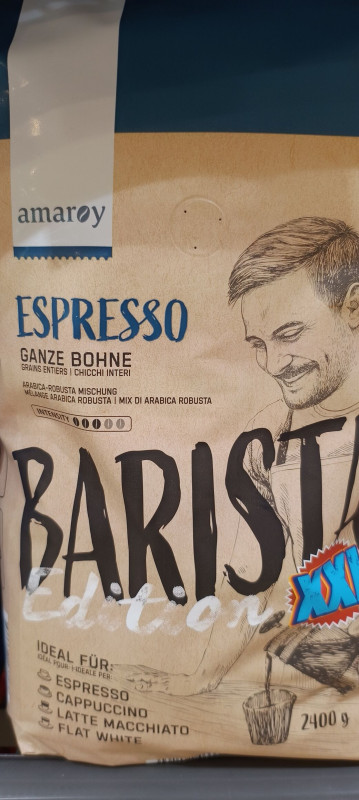 amaroy
ESPRESSO
GANZE BOHNE
GRAINS ENTIERS | CHICCHI INTERI
ARABICA-ROBUSTA MISCHUNG
MÉLANGE ARABICA ROBUSTA | MIX DI ARABICA ROBUSTA
INTENSITY
BARISTA
Edition
XXL
IDEAL FÜR:
IDÉAL POUR: | IDEALE PER:
ESPRESSO
CAPPUCCINO
LATTE MACCHIATO
FLAT WHITE
2400 g